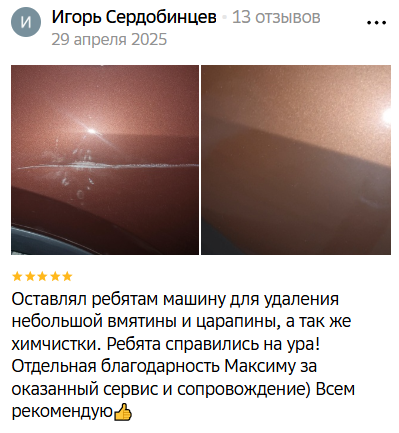 И
Игорь Сердобинцев · 13 отзывов
29 апреля 2025
Оставлял ребятам машину для удаления
небольшой вмятины и царапины, а так же
химчистки. Ребята справились на ура!
Отдельная благодарность Максиму за
оказанный сервис и сопровождение) Всем
рекомендую👍